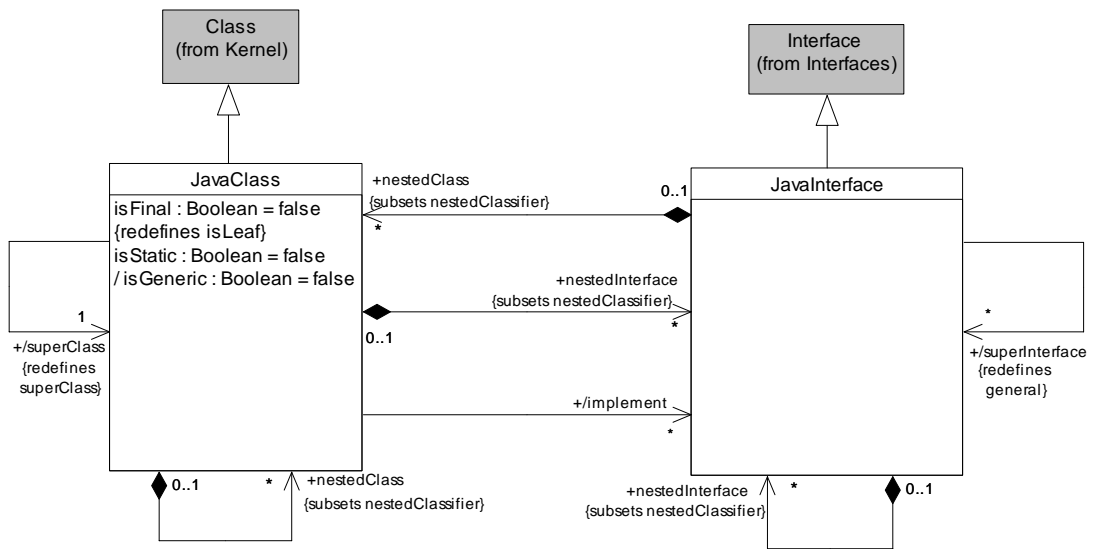 Class
(from Kernel)
Interface
(from Interfaces)
JavaClass
isFinal : Boolean = false
{redefines isLeaf}
isStatic : Boolean = false
/ isGeneric : Boolean = false
JavaInterface
+nestedClass
{subsets nestedClassifier}
*
0..1
+nestedInterface
{subsets nestedClassifier}
0..1
*
+/implement
*
1
+/superClass
{redefines
superClass}
*
+/superInterface
{redefines
general}
0..1
*
+nestedClass
{subsets nestedClassifier}
+nestedInterface
{subsets nestedClassifier}
*
0..1